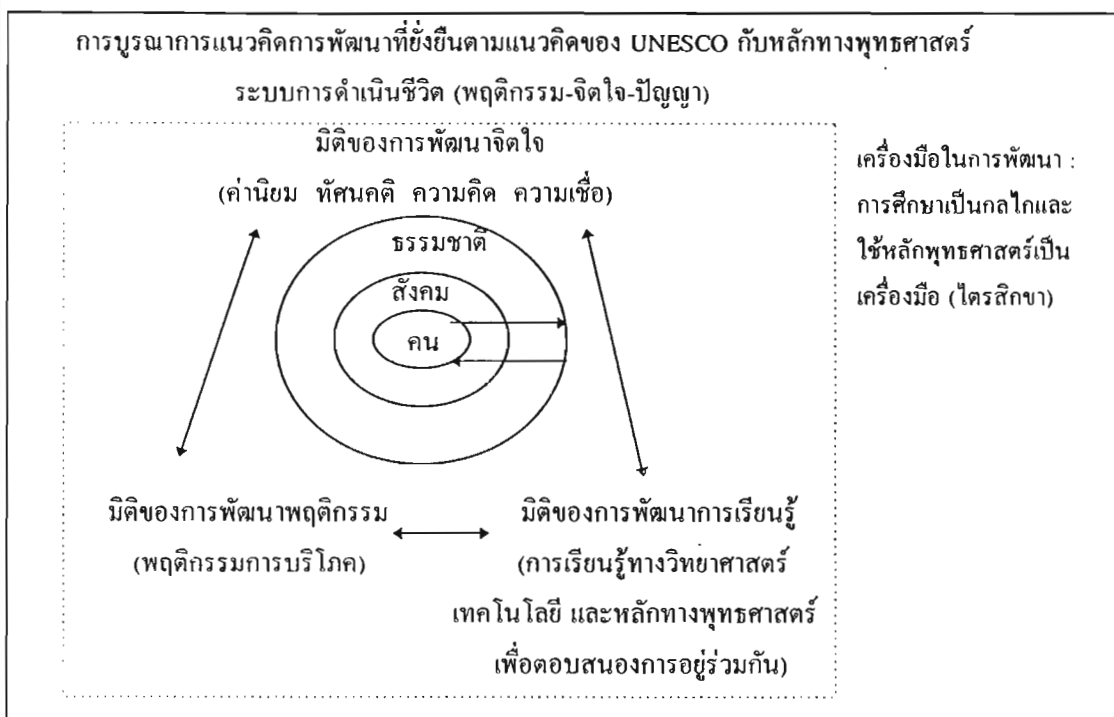 การบูรณาการแนวคิดการพัฒนาที่ยั่งยืนตามแนวคิดของ UNESCO กับหลักทางพุทธศาสตร์
ระบบการดำเนินชีวิต (พฤติกรรม-จิตใจ-ปัญญา)
มิติของการพัฒนาจิตใจ
(ค่านิยม ทัศนคติ ความคิด ความเชื่อ)
ธรรมชาติ
สังคม
คน
มิติของการพัฒนาพฤติกรรม
(พฤติกรรมการบริโภค)
มิติของการพัฒนาการเรียนรู้
(การเรียนรู้ทางวิทยาศาสตร์
เทคโนโลยี และหลักทางพุทธศาสตร์
เพื่อตอบสนองการอยู่ร่วมกัน)
เครื่องมือในการพัฒนา :
การศึกษาเป็นกลไกและ
ใช้หลักพุทธศาสตร์เป็น
เครื่องมือ (ไตรสิกขา)